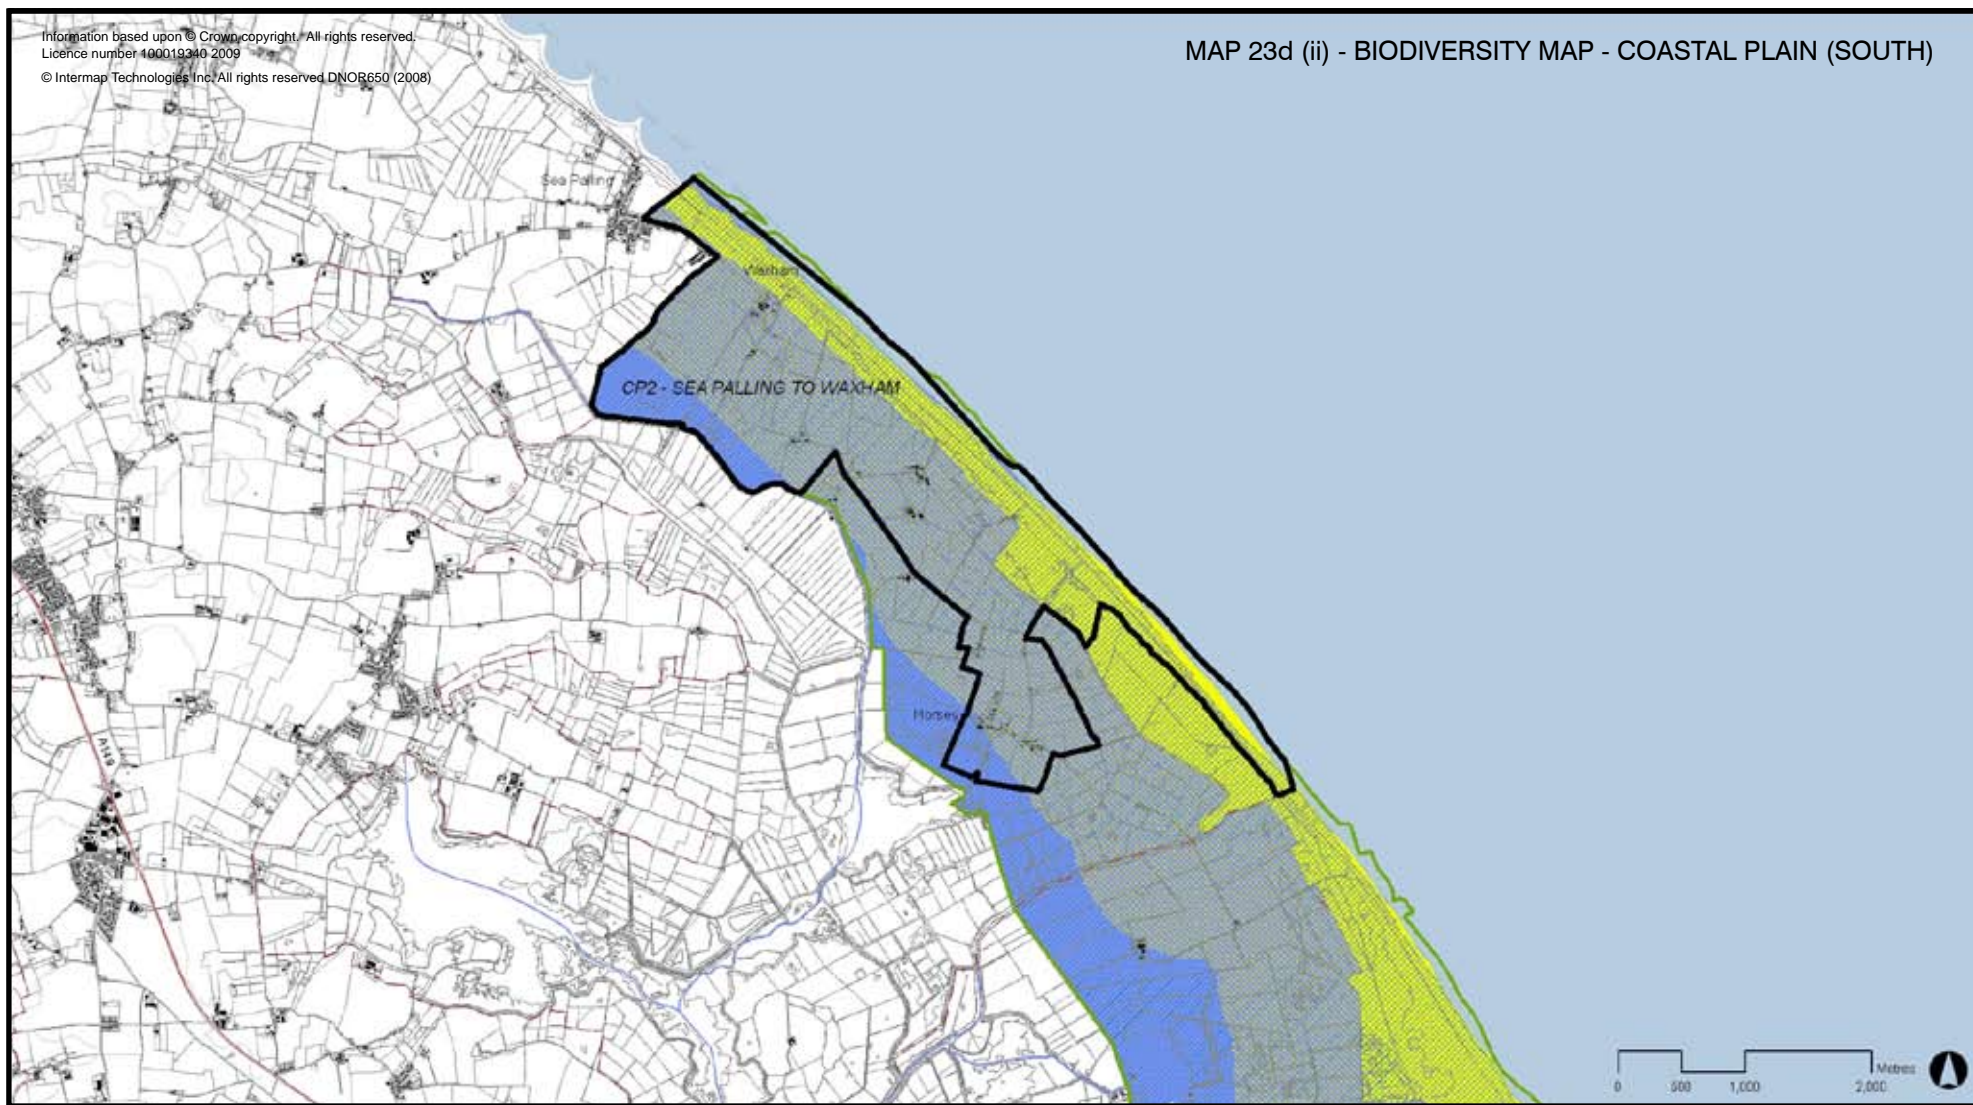 Information based upon © Crown copyright. All rights reserved.
Licence number 100019340 2009
© Intermap Technologies Inc. All rights reserved DNOR650 (2008)
MAP 23d (ii) - BIODIVERSITY MAP - COASTAL PLAIN (SOUTH)
Sea Palling
Waxham
CP2 - SEA PALLING TO WAXHAM
Horsey
A149
Metres
0 500 1,000 2,000